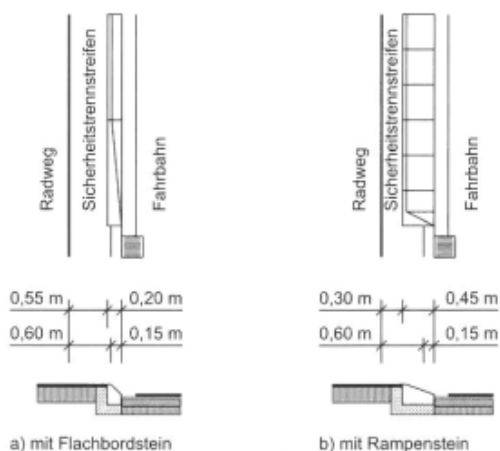 Radweg
Sicherheitstrennstreifen
Fahrbahn
0,55 m
0,20 m
0,60 m
0,15 m
a) mit Flachbordstein
Radweg
Sicherheitstrennstreifen
Fahrbahn
0,30 m
0,45 m
0,60 m
0,15 m
b) mit Rampenstein